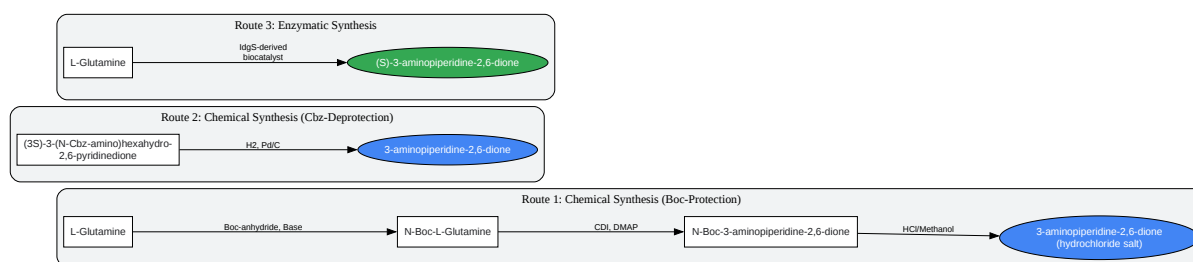 Route 3: Enzymatic Synthesis
L-Glutamine
IdgS-derived
biocatalyst
(S)-3-aminopiperidine-2,6-dione
Route 2: Chemical Synthesis (Cbz-Deprotection)
(3S)-3-(N-Cbz-amino)hexahydro-
2,6-pyridinedione
H2, Pd/C
3-aminopiperidine-2,6-dione
Route 1: Chemical Synthesis (Boc-Protection)
L-Glutamine
Boc-anhydride, Base
N-Boc-L-Glutamine
CDI, DMAP
N-Boc-3-aminopiperidine-2,6-dione
HCl/Methanol
3-aminopiperidine-2,6-dione
(hydrochloride salt)